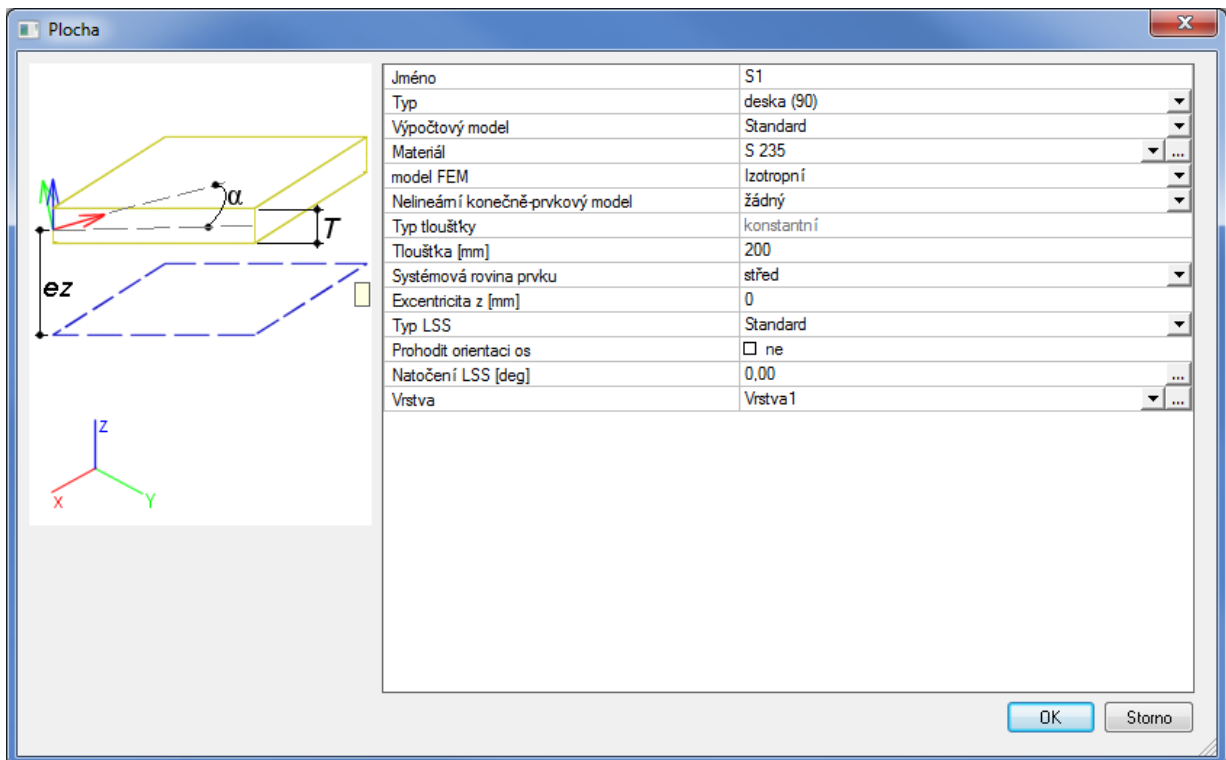 Plocha
Jméno S1
Typ deska (90)
Výpočtový model Standard
Materiál S 235 ...
model FEM Izotropní
Nelineární konečně-prvkový model žádný
Typ tloušťky konstantní
Tloušťka [mm] 200
Systémová rovina prvku střed
Excentricita z [mm] 0
Typ LSS Standard
Prohodit orientaci os ne
Natočení LSS [deg] 0,00 ...
Vrstva Vrstva1 ...
α
T
ez
Z
X Y
OK Storno